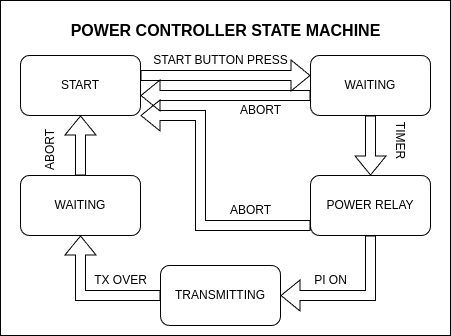 POWER CONTROLLER STATE MACHINE
START BUTTON PRESS
START
WAITING
ABORT
TIMER
ABORT
WAITING
ABORT
POWER RELAY
TX OVER
TRANSMITTING
PI ON